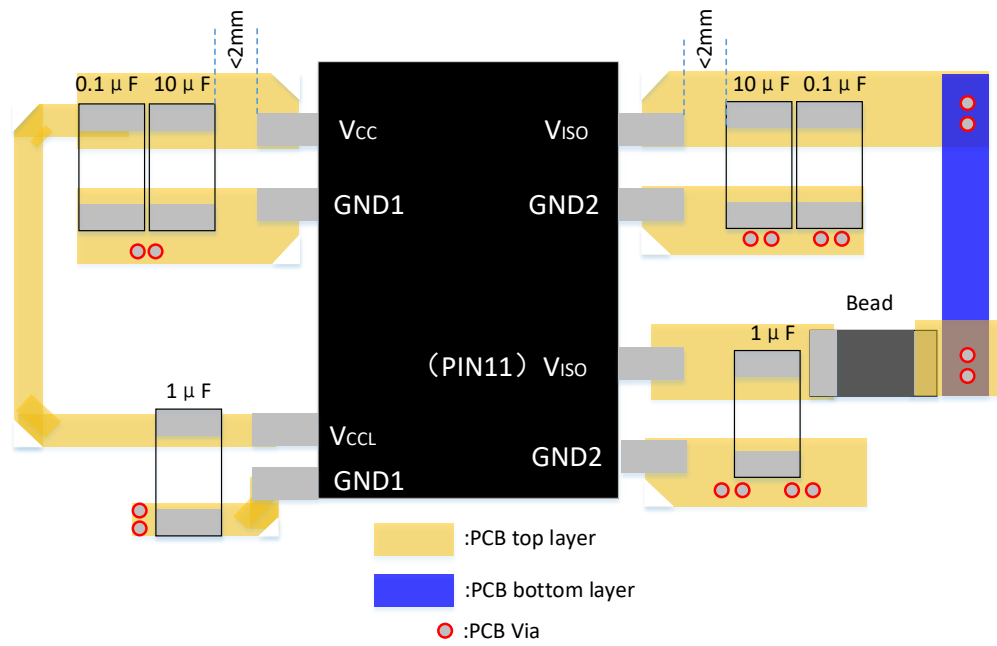 <2mm
<2mm
0.1 μ F
10 μ F
10 μ F
0.1 μ F
VCC
VISO
GND1
GND2
Bead
1 μ F
（PIN11）VISO
1 μ F
VCCL
GND2
GND1
:PCB top layer
:PCB bottom layer
:PCB Via